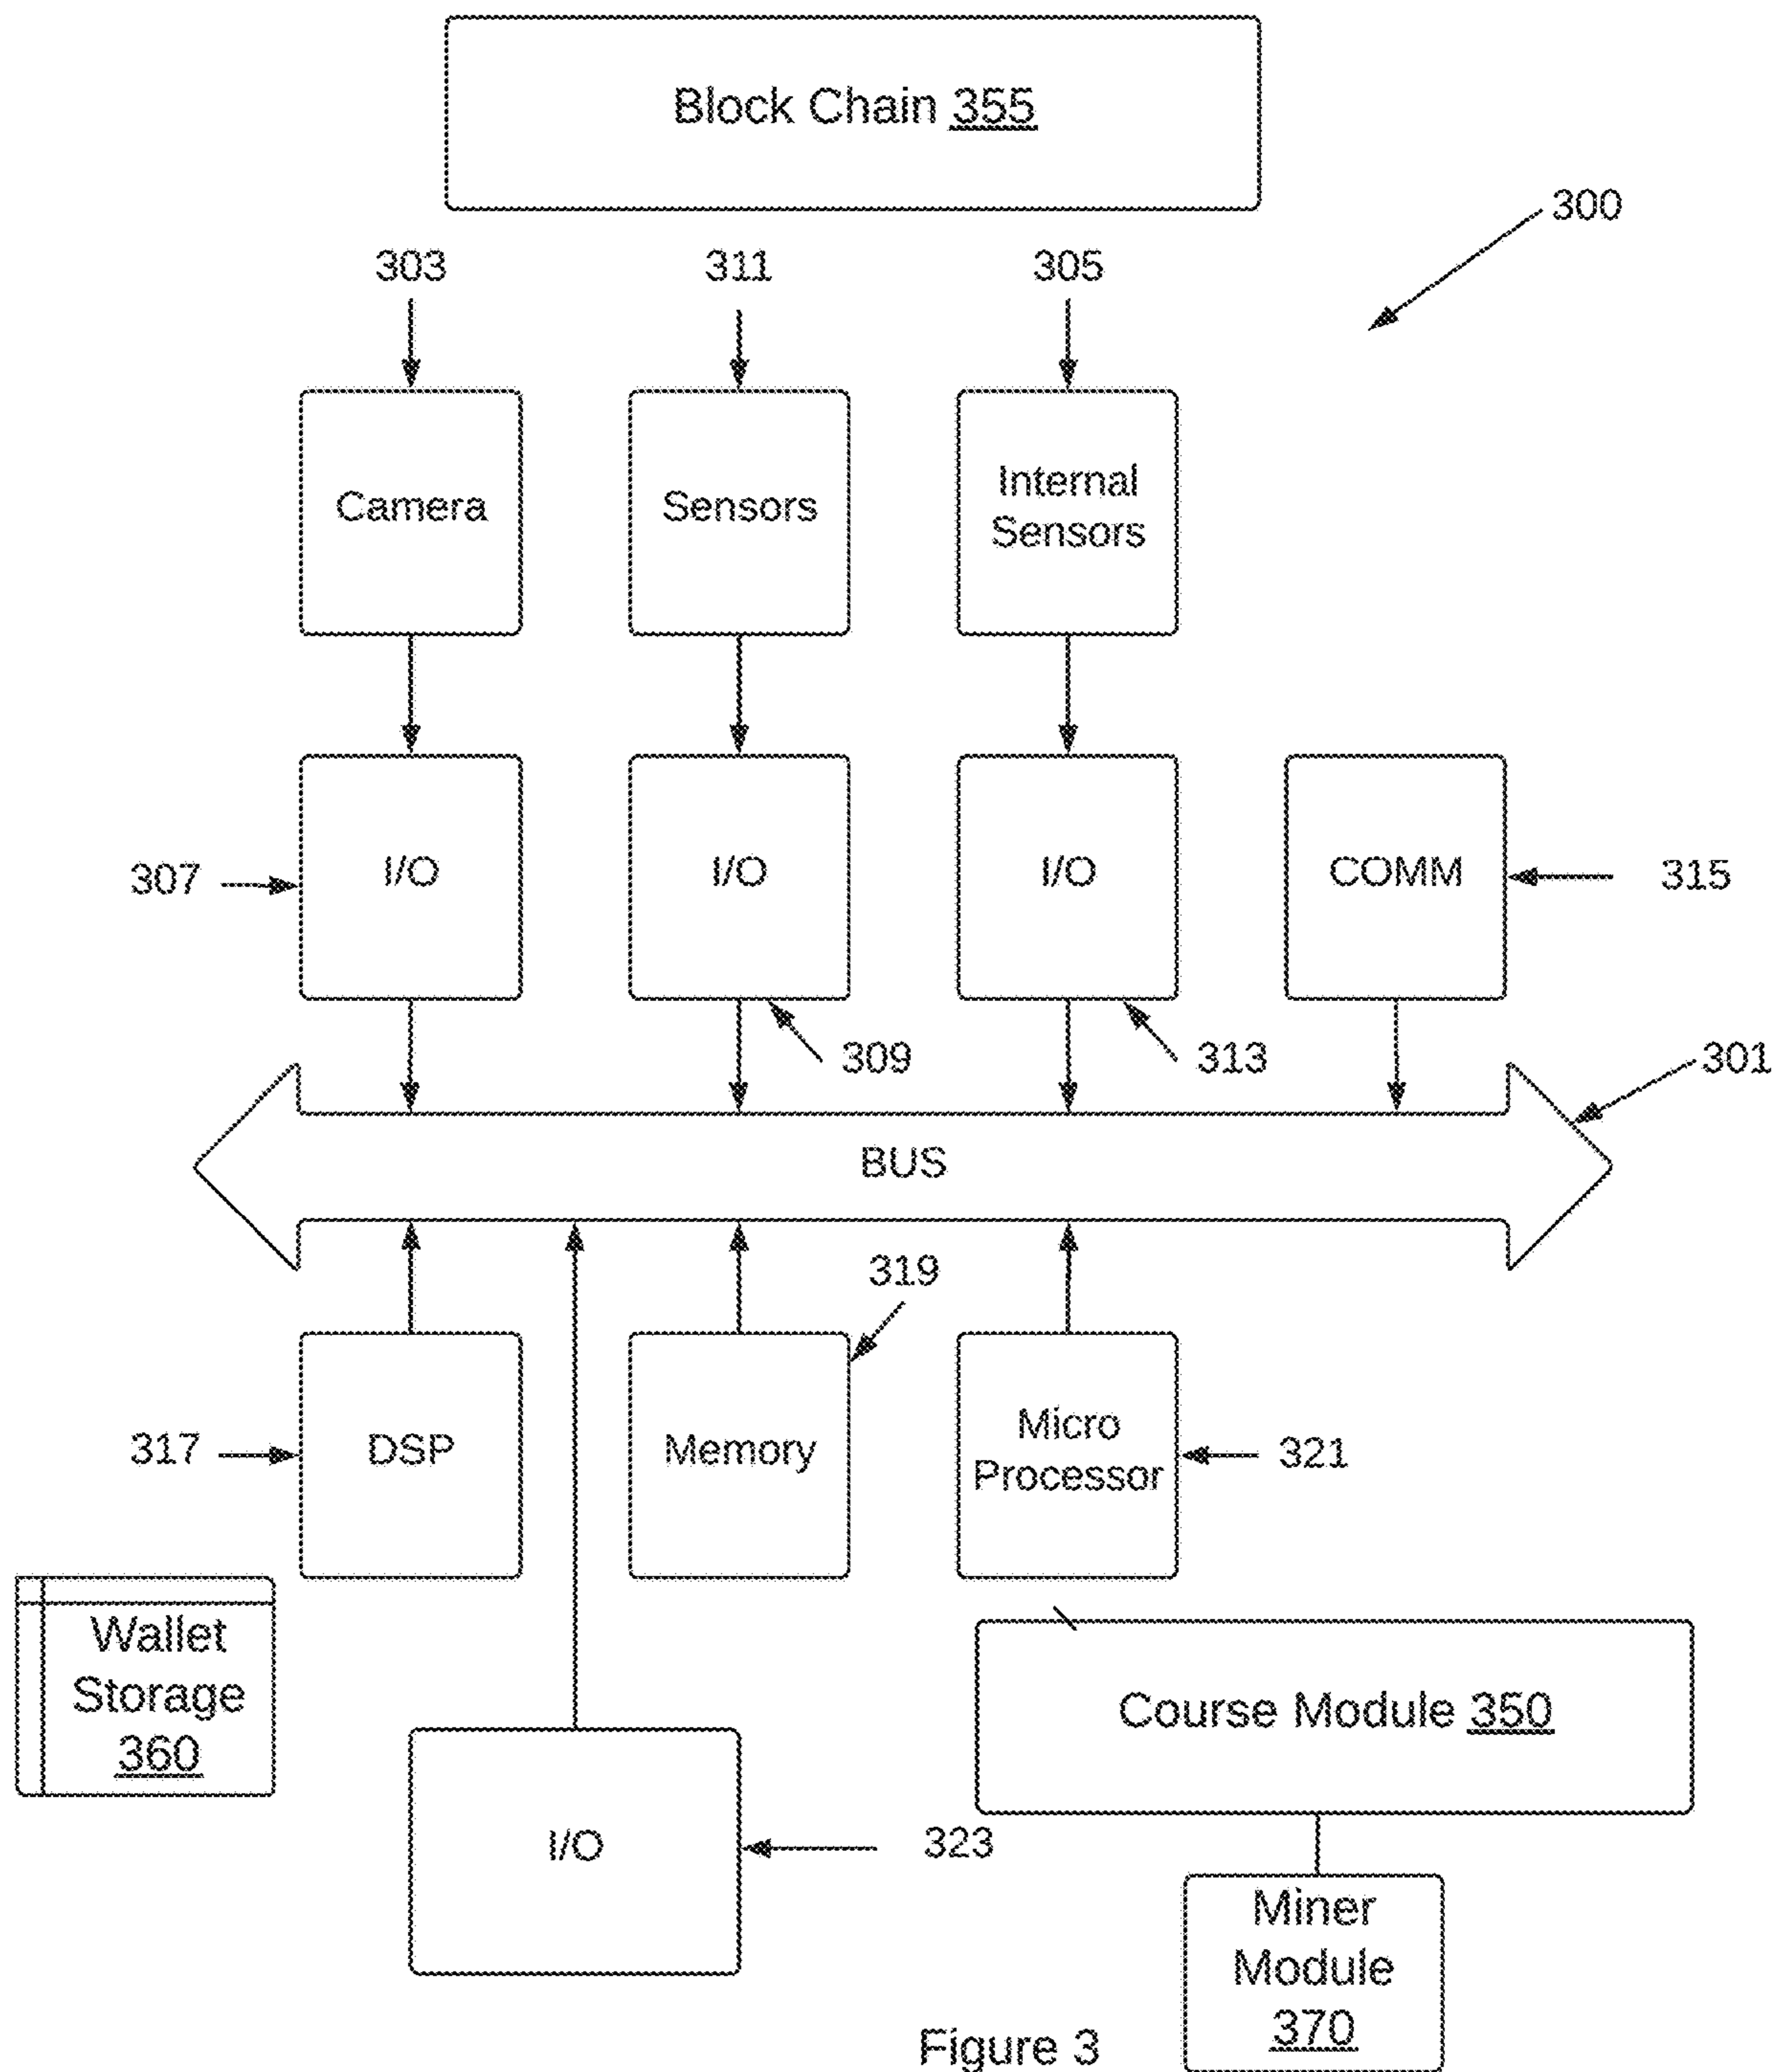 Block Chain 355
300
303
311
305
Camera
Sensors
Internal
Sensors
307
I/O
I/O
I/O
COMM
315
309
313
301
BUS
319
317
DSP
Memory
Micro
Processor
321
Wallet
Storage
360
Course Module 350
I/O
323
Miner
Module
370
Figure 3